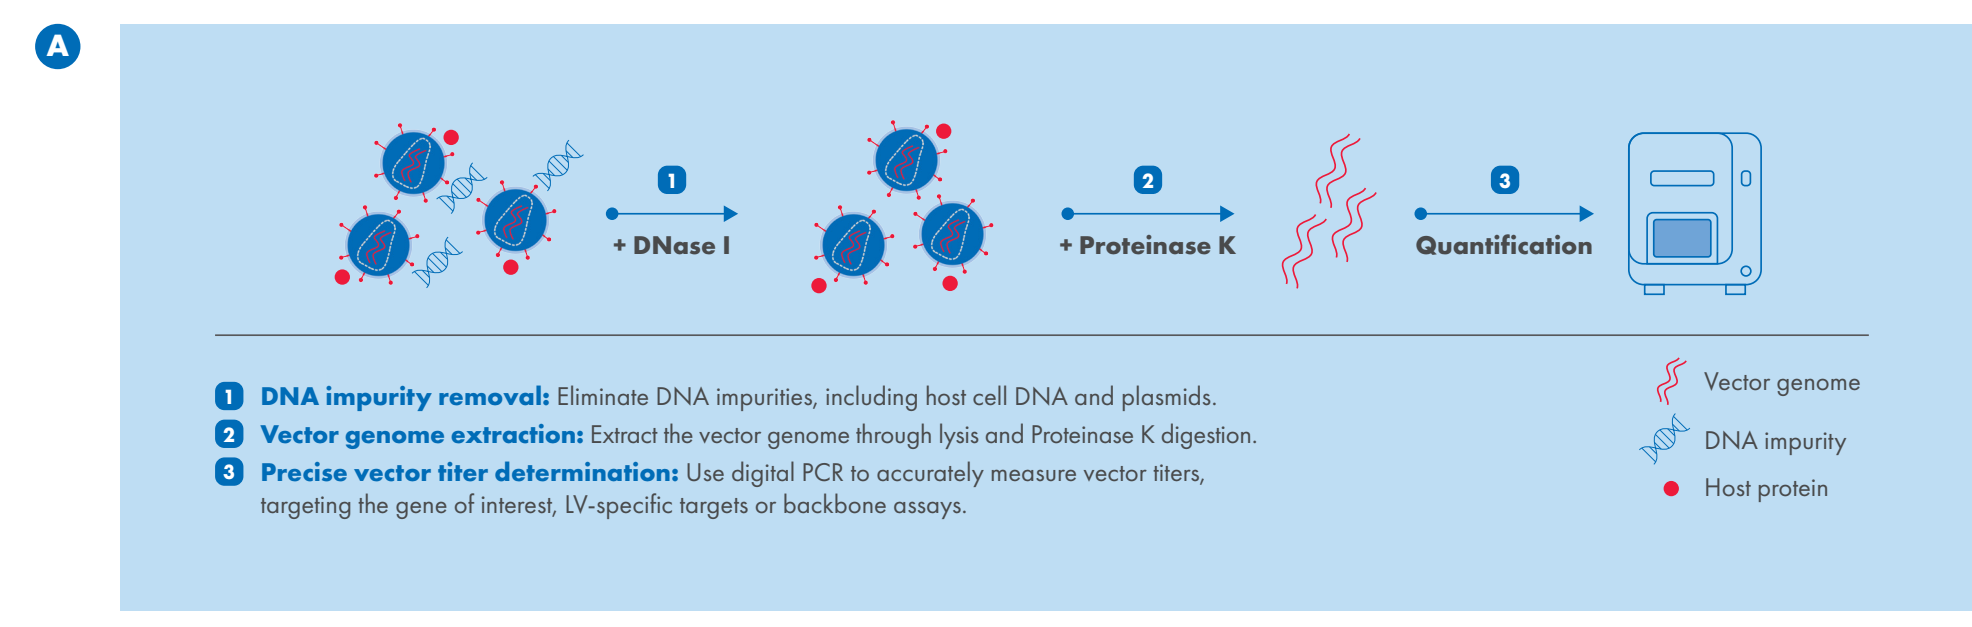 A
1
2
3
+ DNase I
+ Proteinase K
Quantification
1 DNA impurity removal: Eliminate DNA impurities, including host cell DNA and plasmids.
2 Vector genome extraction: Extract the vector genome through lysis and Proteinase K digestion.
3 Precise vector titer determination: Use digital PCR to accurately measure vector titers,
targeting the gene of interest, LV-specific targets or backbone assays.
Vector genome
DNA impurity
Host protein